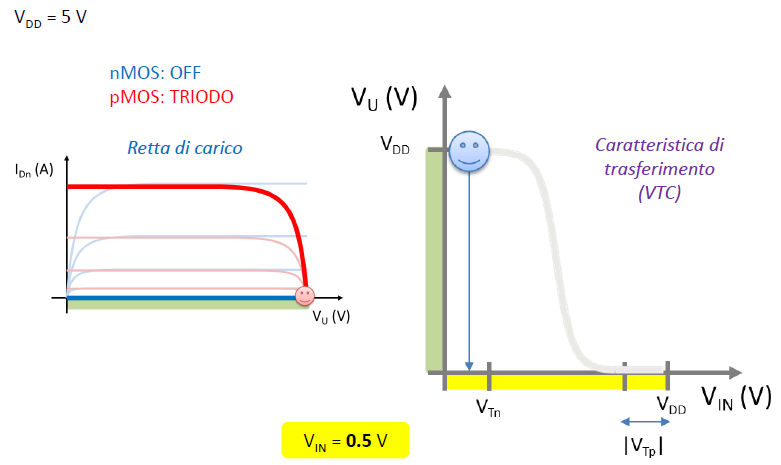 VDD = 5 V
nMOS: OFF
pMOS: TRIODO
Retta di carico
IDn (A)
VU (V)
VU (V)
VDD
Caratteristica di
trasferimento
(VTC)
VTn
VDD
VIN (V)
|VTp|
VIN = 0.5 V